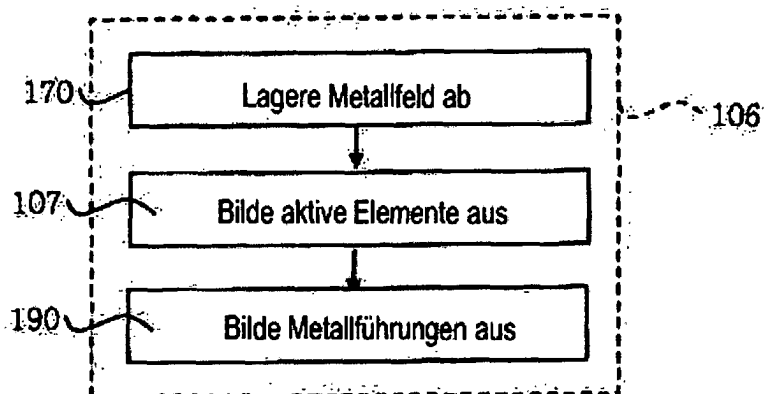 170
Lagere Metallfeld ab
106
107
Bilde aktive Elemente aus
190
Bilde Metallführungen aus